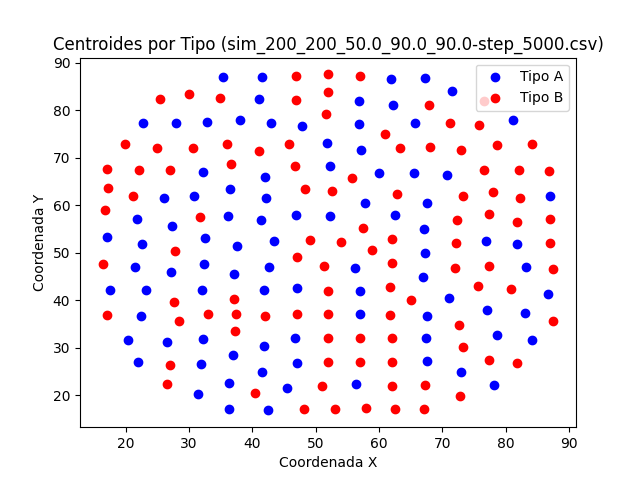 Centroides por Tipo (sim_200_200_50.0_90.0_90.0-step_5000.csv)
Tipo A
Tipo B
90
80
70
60
50
40
30
20
Coordenada Y
20 30 40 50 60 70 80 90
Coordenada X